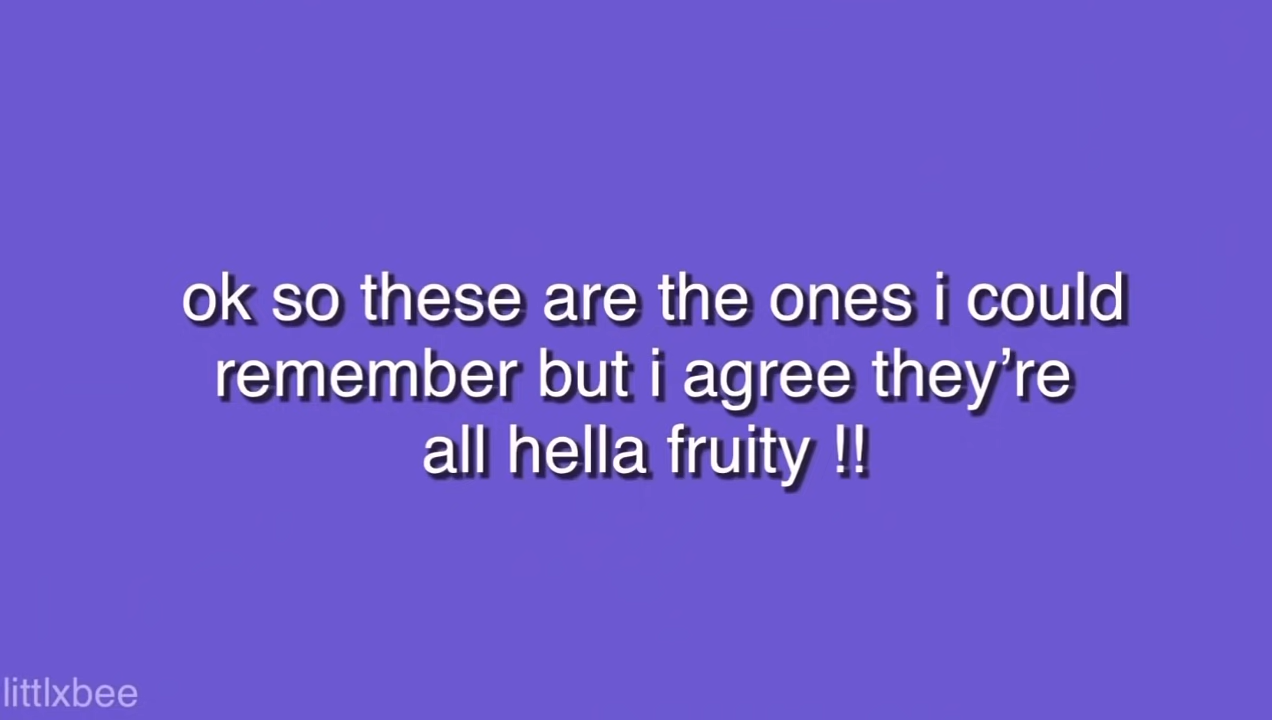 ok so these are the ones i could
remember but i agree they’re
all hella fruity !!
littlxbee